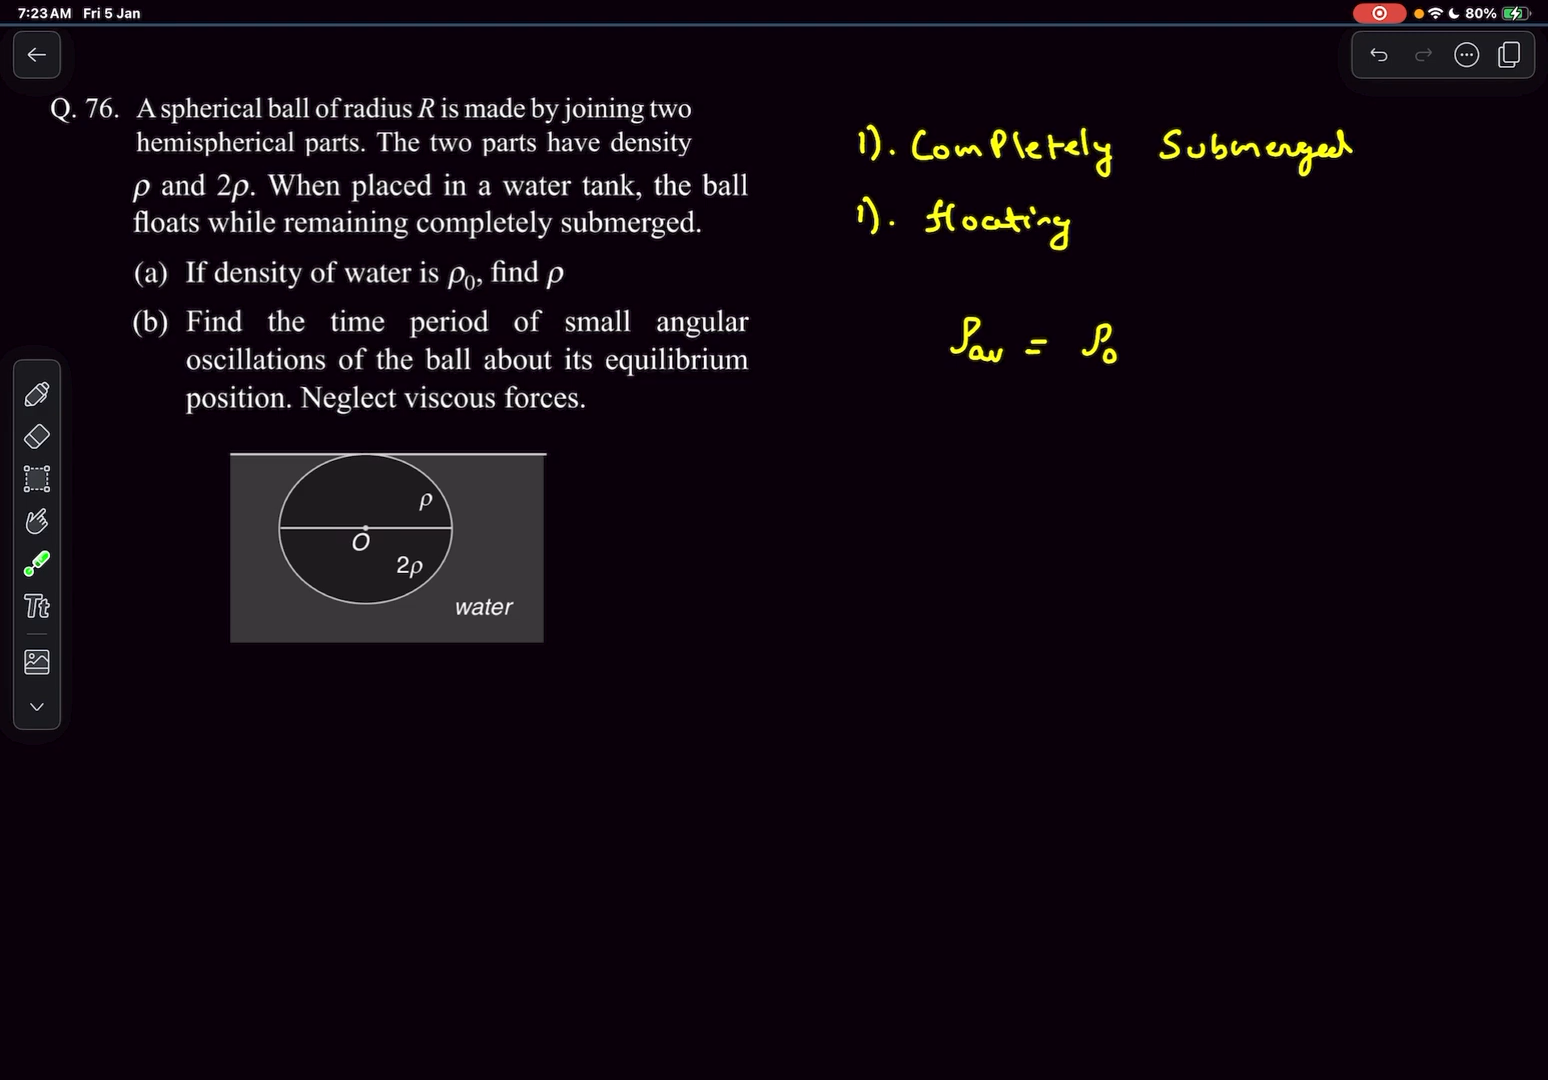 7:23 AM Fri 5 Jan
80%
Q. 76. A spherical ball of radius R is made by joining two
hemispherical parts. The two parts have density
ρ and 2ρ. When placed in a water tank, the ball
floats while remaining completely submerged.
(a) If density of water is ρ₀, find ρ
(b) Find the time period of small angular
oscillations of the ball about its equilibrium
position. Neglect viscous forces.
ρ
O
2ρ
water
1). Completely Submerged
1). floating
ρav = ρ₀
Tt